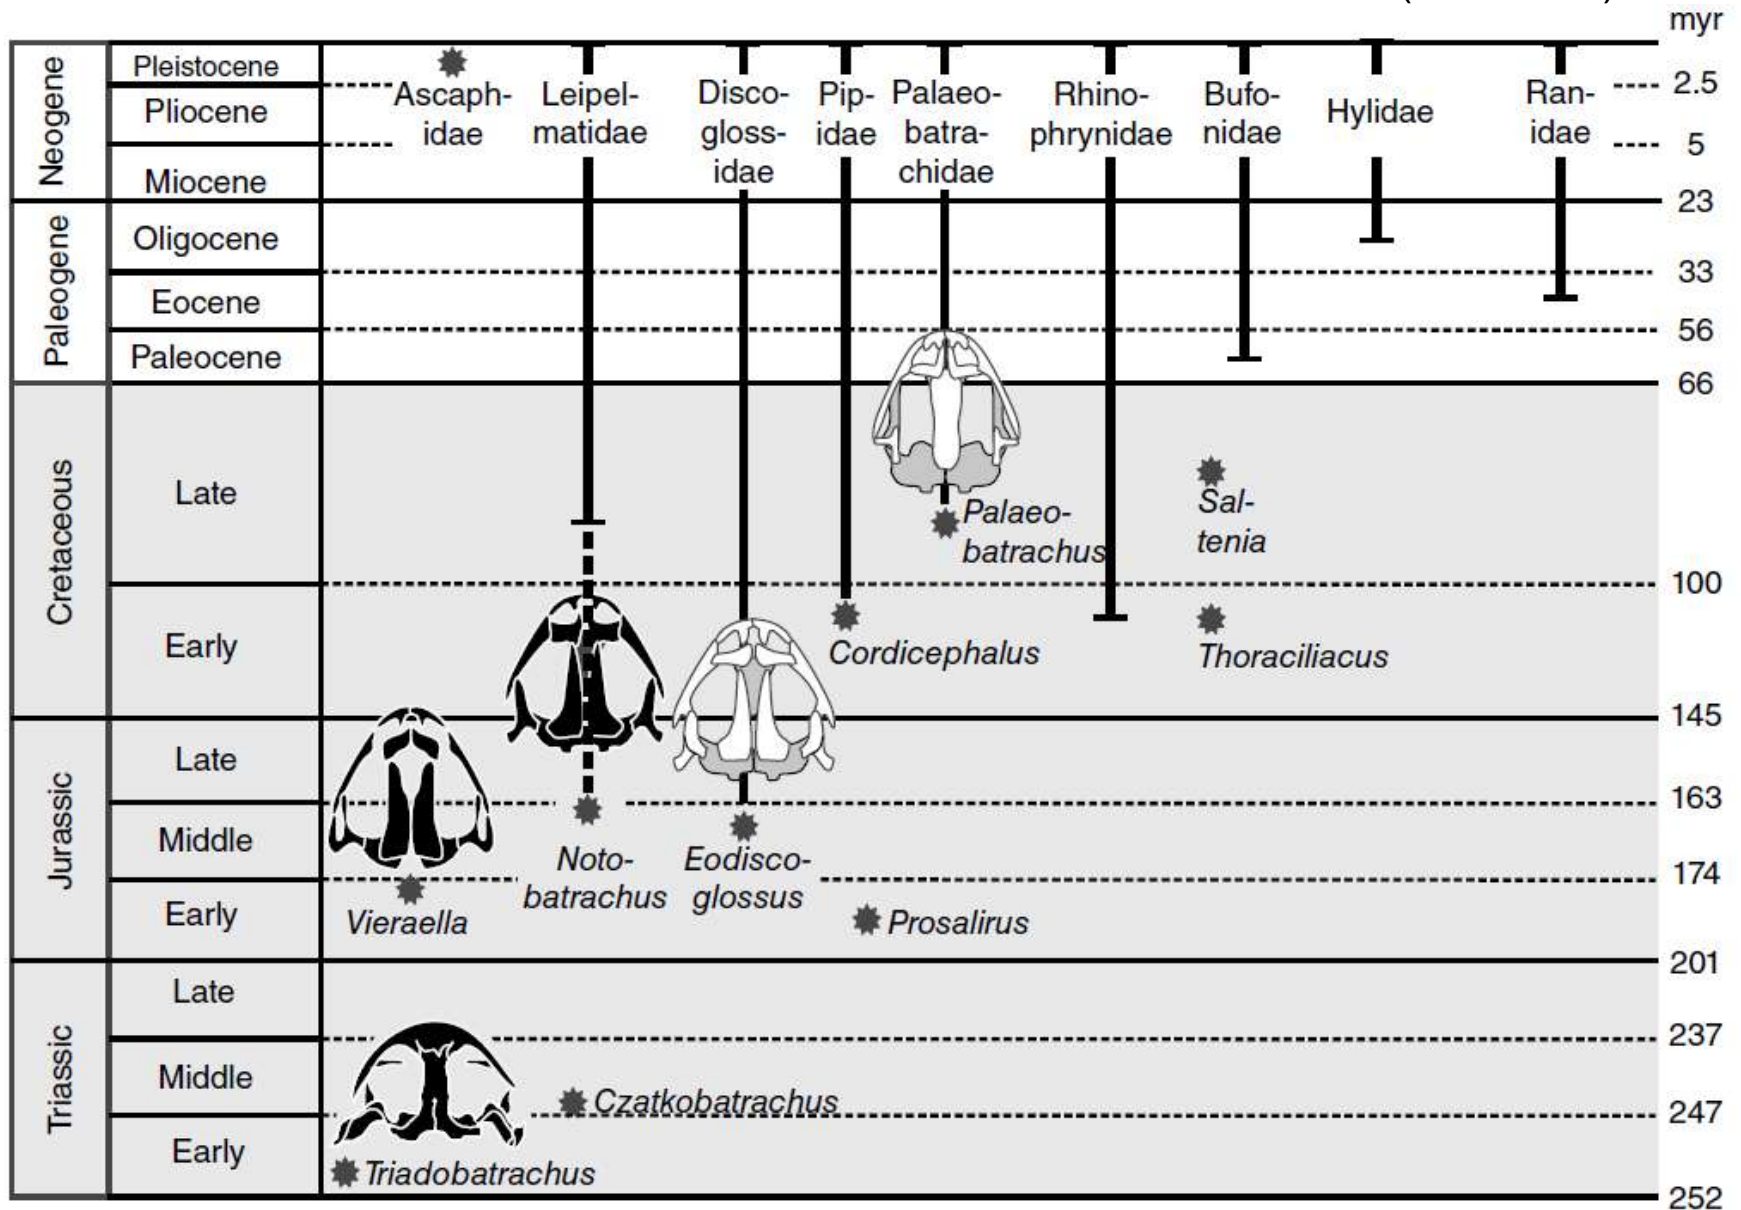 myr
Neogene
Pleistocene
Pliocene
Miocene
Ascaph-
idae
Leipel-
matidae
Disco-
gloss-
idae
Pip-
idae
Palaeo-
batra-
chidae
Rhino-
phrynidae
Bufo-
nidae
Hylidae
Ran-
idae
2.5
5
23
Paleogene
Oligocene
Eocene
Paleocene
33
56
66
Cretaceous
Late
Early
Palaeo-
batrachus
Sal-
tenia
100
Cordicephalus
Thoraciliacus
145
Jurassic
Late
Middle
Early
163
Noto-
batrachus
Eodisco-
glossus
174
Vieraella
Prosalirus
201
Triassic
Late
Middle
Early
237
Czatkobatrachus
247
Triadobatrachus
252